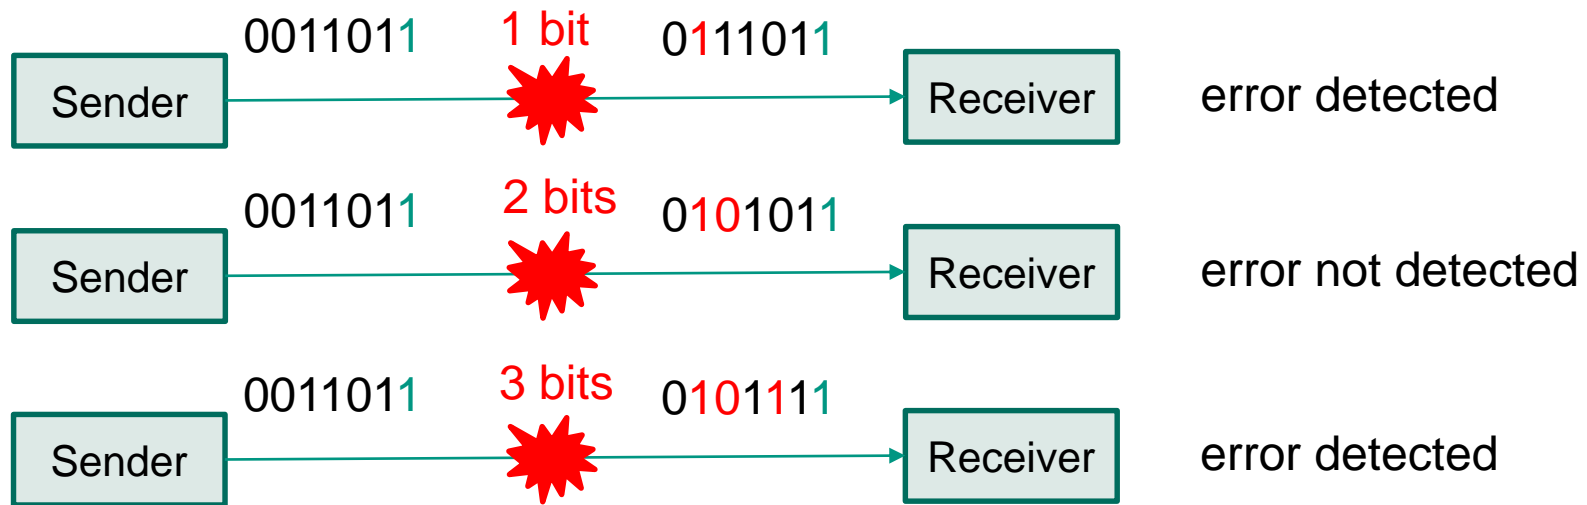 0011011 1 bit 0111011
Sender Receiver error detected
0011011 2 bits 0101011
Sender Receiver error not detected
0011011 3 bits 0101111
Sender Receiver error detected